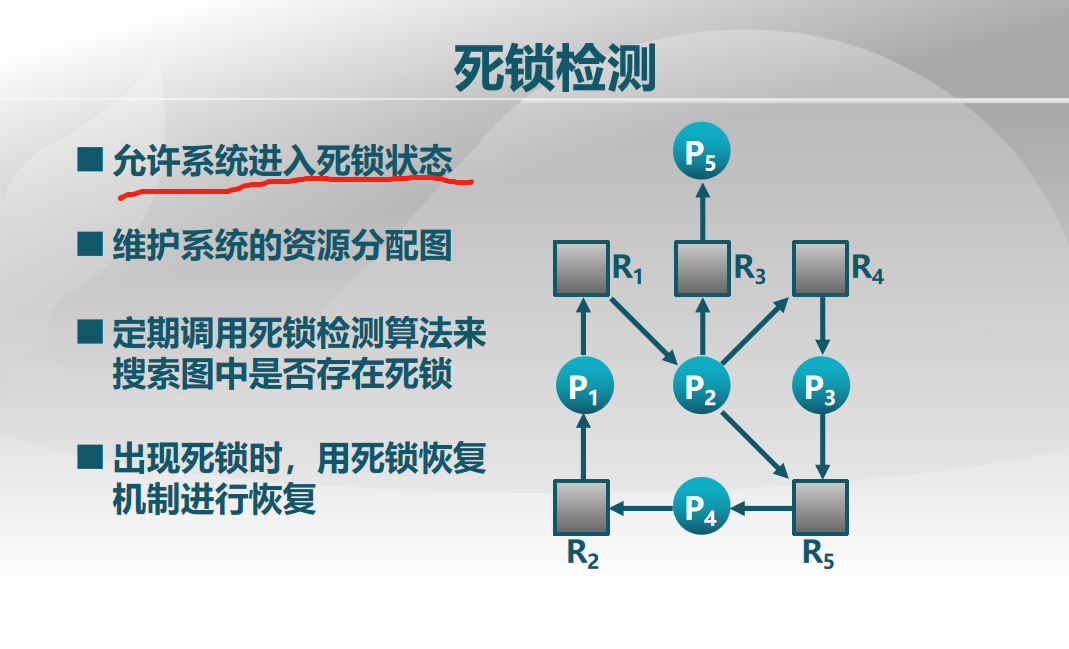 死锁检测
允许系统进入死锁状态
维护系统的资源分配图
定期调用死锁检测算法来
搜索图中是否存在死锁
出现死锁时，用死锁恢复
机制进行恢复
P5
R1
R3
R4
P1
P2
P3
P4
R2
R5